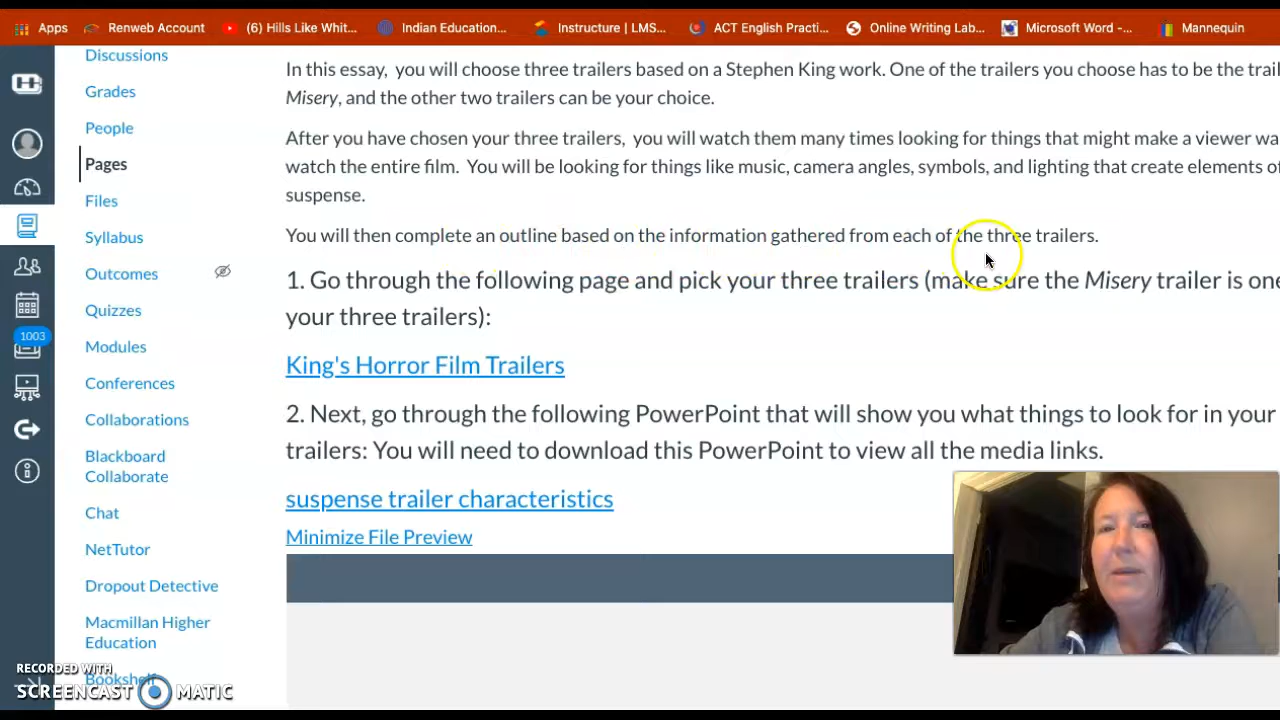 Apps
Renweb Account
(6) Hills Like Whit...
Indian Education...
Instructure | LMS...
ACT English Practi...
Online Writing Lab...
Microsoft Word -...
Mannequin
Discussions
Grades
People
Pages
Files
Syllabus
Outcomes
Quizzes
1003
Modules
Conferences
Collaborations
Blackboard
Collaborate
Chat
NetTutor
Dropout Detective
Macmillan Higher
Education
In this essay, you will choose three trailers based on a Stephen King work. One of the trailers you choose has to be the
Misery, and the other two trailers can be your choice.
After you have chosen your three trailers, you will watch them many times looking for things that might make a viewer
watch the entire film. You will be looking for things like music, camera angles, symbols, and lighting that create elements
suspense.
You will then complete an outline based on the information gathered from each of the three trailers.
1. Go through the following page and pick your three trailers (make sure the Misery trailer is one
your three trailers):
King's Horror Film Trailers
2. Next, go through the following PowerPoint that will show you what things to look for in your
trailers: You will need to download this PowerPoint to view all the media links.
suspense trailer characteristics
Minimize File Preview
RECORDED WITH
SCREENCAST MATIC